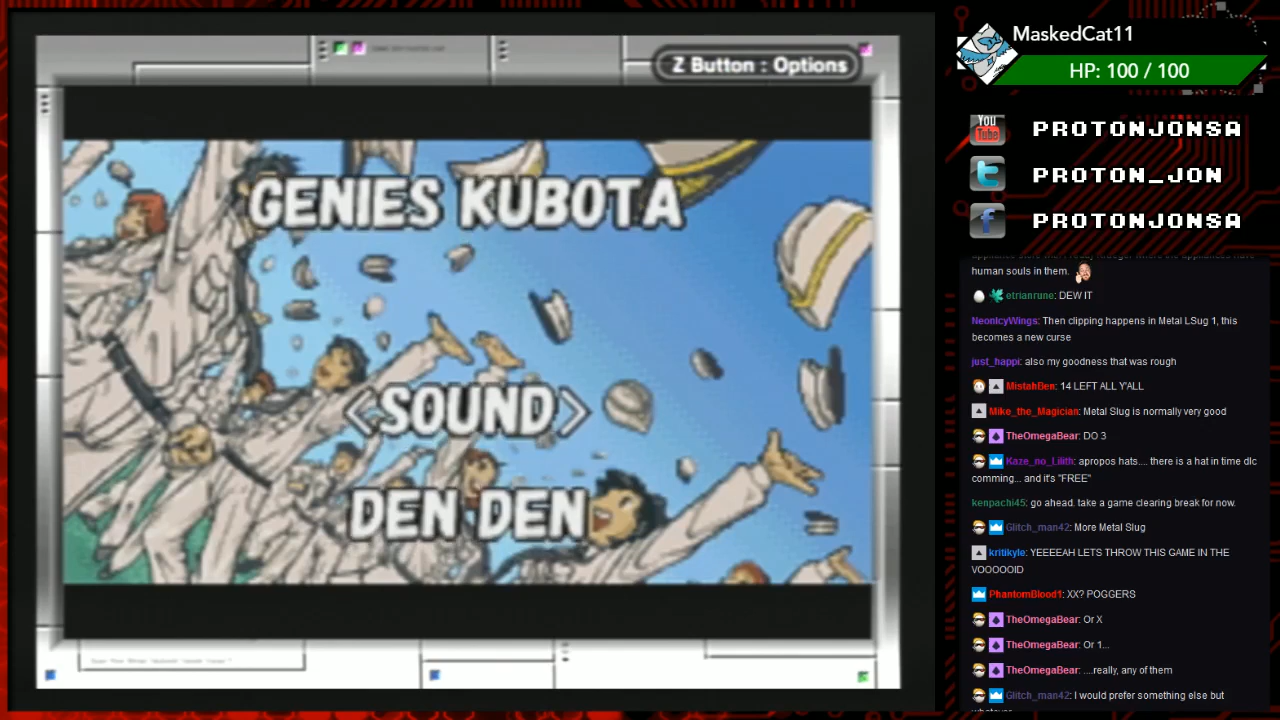 Z Button : Options
GENIES KUBOTA
<SOUND>
DEN DEN
MaskedCat11
HP: 100 / 100
You
Tube
PROTONJONSA
PROTON_JON
PROTONJONSA
human souls in them.
etrianrune: DEW IT
NeonIcyWings: Then clipping happens in Metal LSug 1, this
becomes a new curse
just_happi: also my goodness that was rough
MistahBen: 14 LEFT ALL Y'ALL
Mike_the_Magician: Metal Slug is normally very good
TheOmegaBear: DO 3
Kaze_no_Lilith: apropos hats.... there is a hat in time dlc
comming... and it's "FREE"
kenpachi45: go ahead. take a game clearing break for now.
Glitch_man42: More Metal Slug
kritikyle: YEEEEAH LETS THROW THIS GAME IN THE
VOOOOOID
PhantomBlood1: XX? POGGERS
TheOmegaBear: Or X
TheOmegaBear: Or 1...
TheOmegaBear: ....really, any of them
Glitch_man42: I would prefer something else but